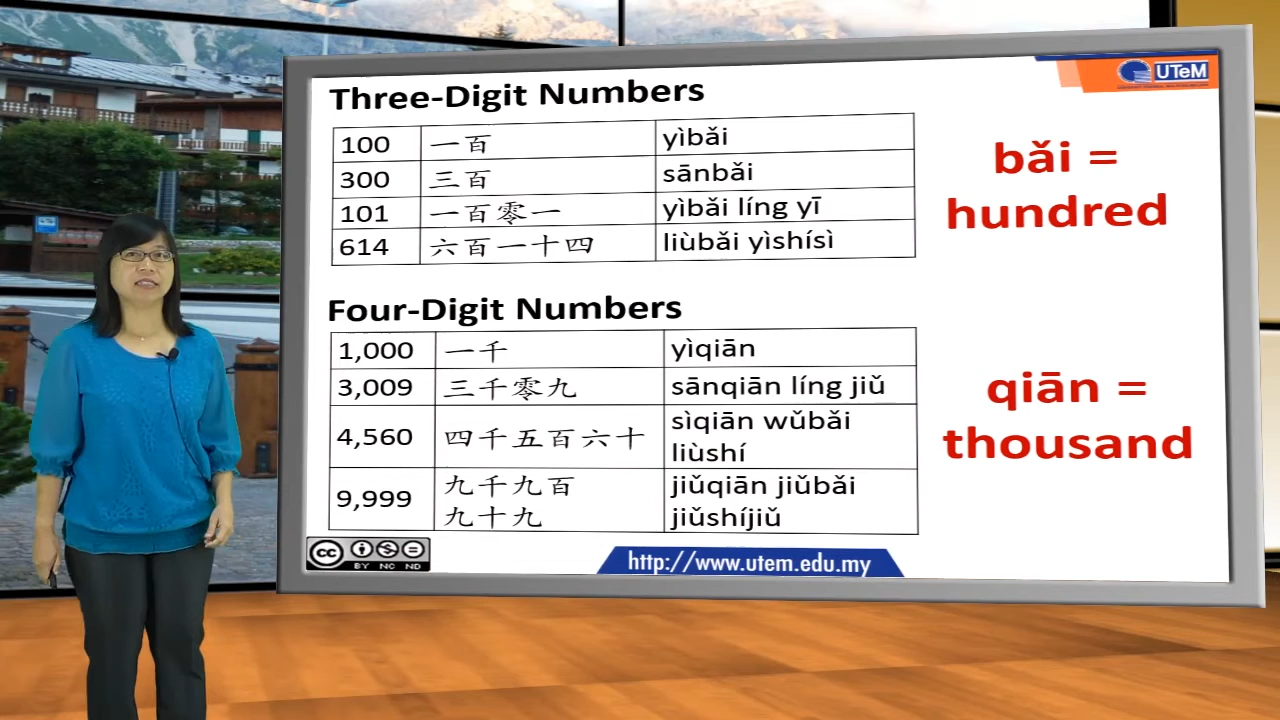 UTeM
Three-Digit Numbers
100 一百 yìbǎi
300 三百 sānbǎi
101 一百零一 yìbǎi líng yī
614 六百一十四 liùbǎi yìshísì
bǎi =
hundred
Four-Digit Numbers
1,000 一千 yìqiān
3,009 三千零九 sānqiān líng jiǔ
4,560 四千五百六十 sìqiān wǔbǎi
liùshí
9,999 九千九百 jiǔqiān jiǔbǎi
九十九 jiǔshíjiǔ
qiān =
thousand
cc
BY NC ND
http://www.utem.edu.my